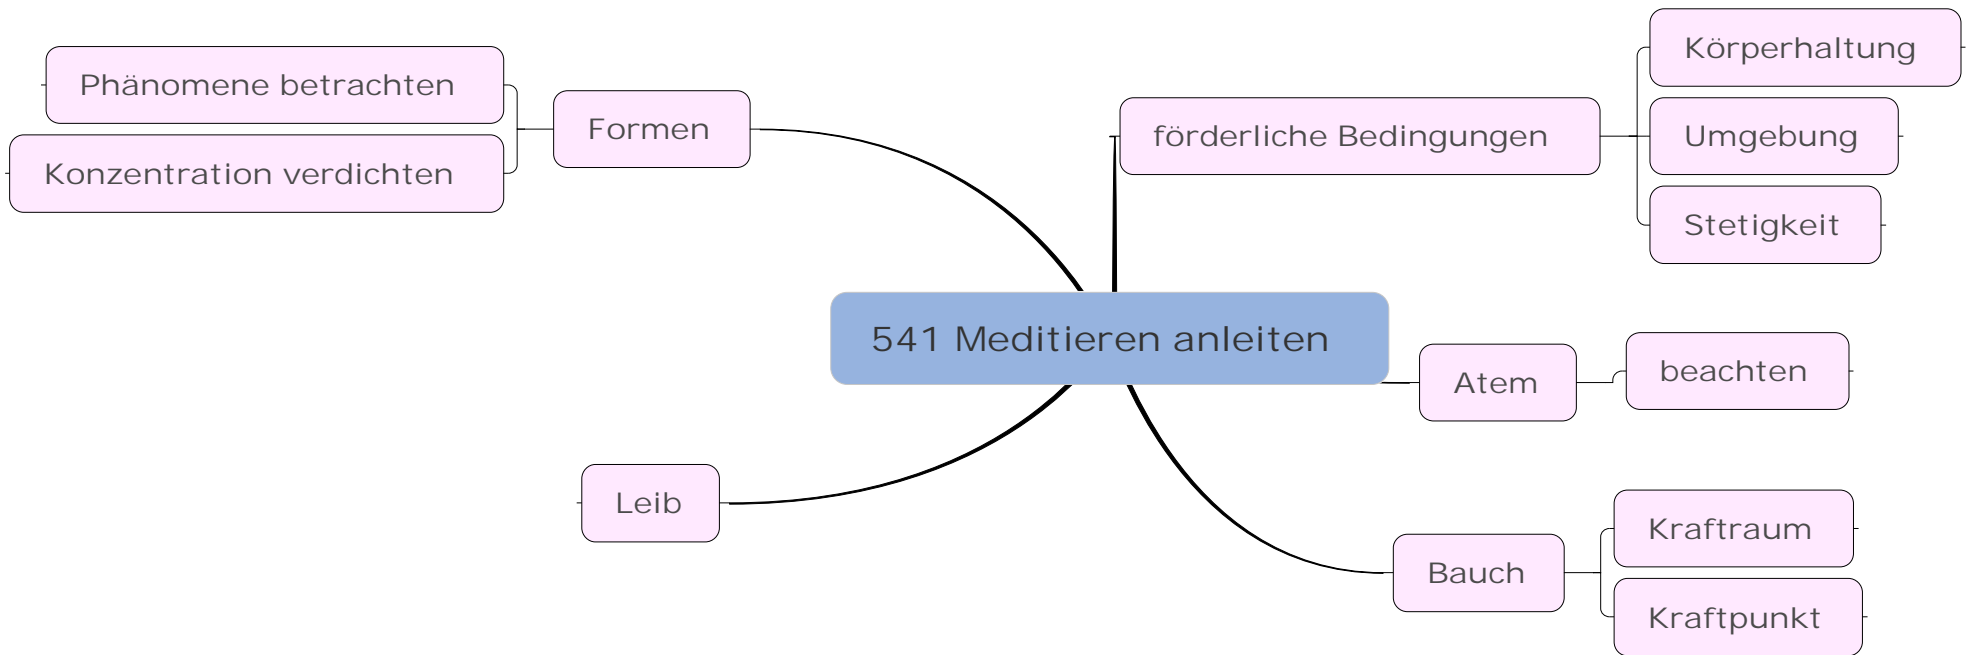 Phänomene betrachten
Konzentration verdichten
Formen
förderliche Bedingungen
Körperhaltung
Umgebung
Stetigkeit
541 Meditieren anleiten
Atem
beachten
Leib
Bauch
Kraftraum
Kraftpunkt